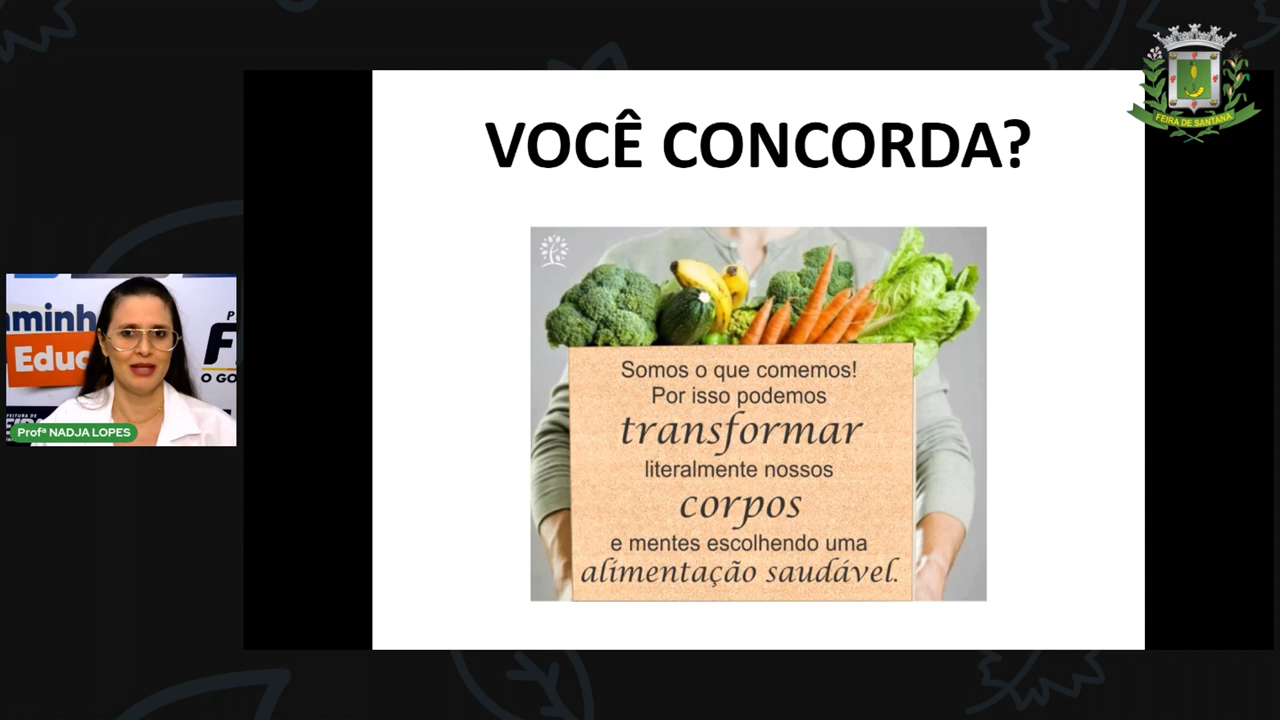 VOCÊ CONCORDA?
FEIRA DE SANTANA
Somos o que comemos!
Por isso podemos
transformar
literalmente nossos
corpos
e mentes escolhendo uma
alimentação saudável.
aminh
Educ
O GO
Profª NADJA LOPES